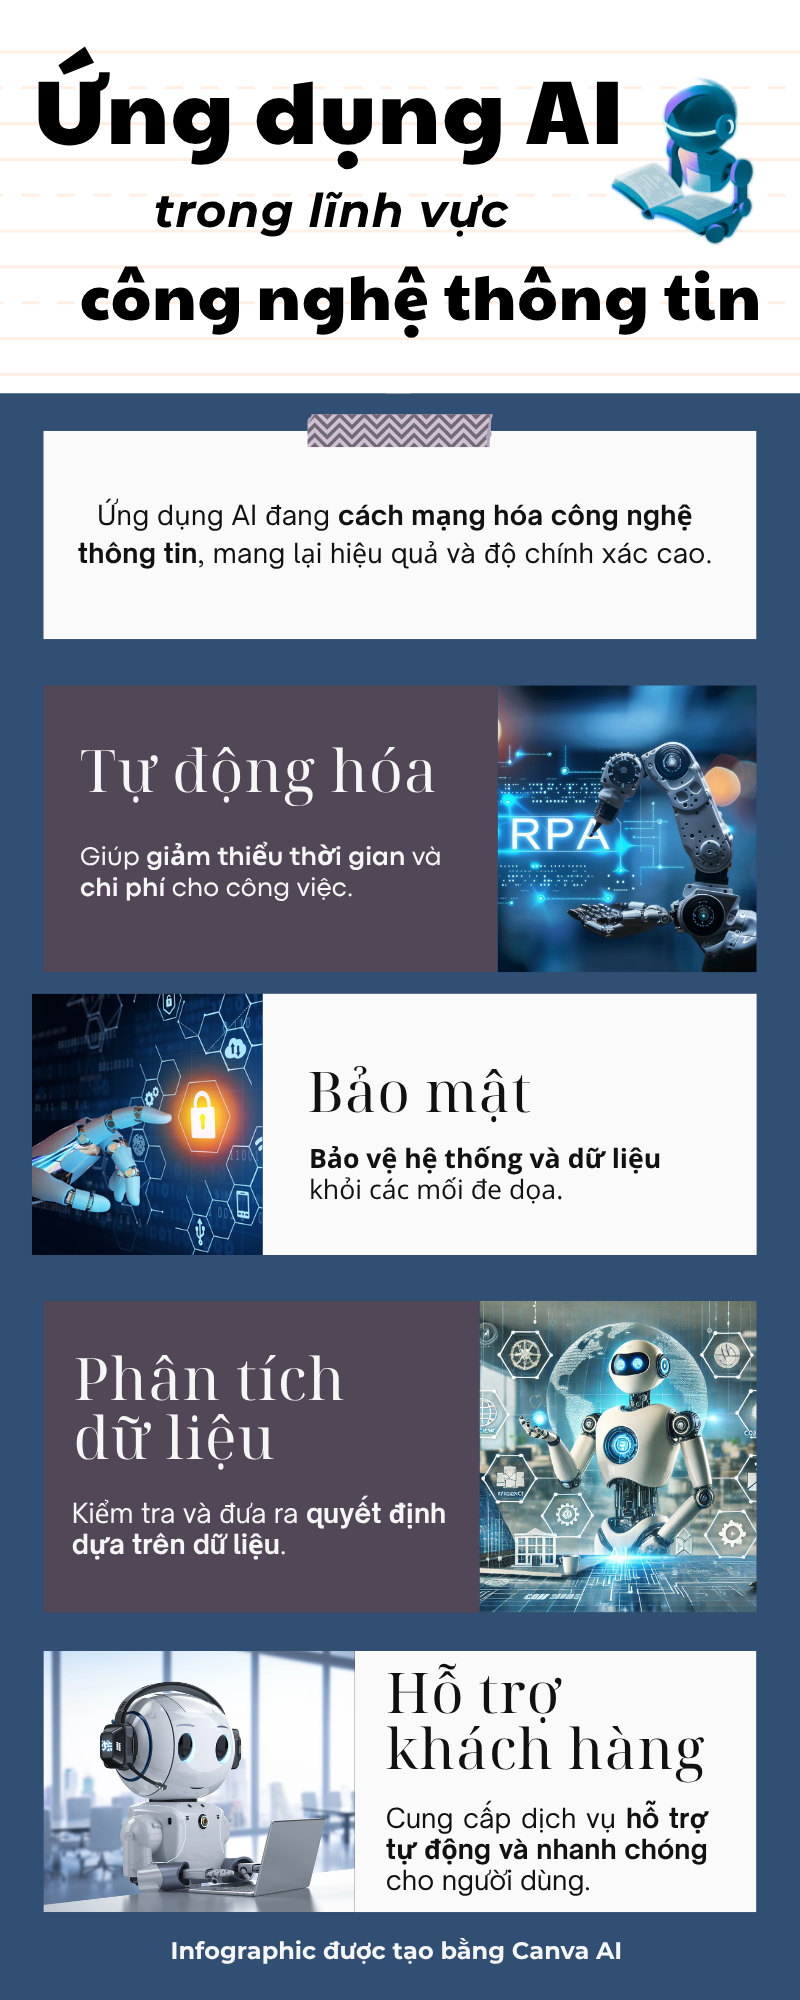 Ứng dụng AI
trong lĩnh vực
công nghệ thông tin
Ứng dụng AI đang cách mạng hóa công nghệ
thông tin, mang lại hiệu quả và độ chính xác cao.
Tự động hóa
Giúp giảm thiểu thời gian và
chi phí cho công việc.
RPA
Bảo mật
Bảo vệ hệ thống và dữ liệu
khỏi các mối đe dọa.
Phân tích
dữ liệu
Kiểm tra và đưa ra quyết định
dựa trên dữ liệu.
Hỗ trợ
khách hàng
Cung cấp dịch vụ hỗ trợ
tự động và nhanh chóng
cho người dùng.
Infographic được tạo bằng Canva AI